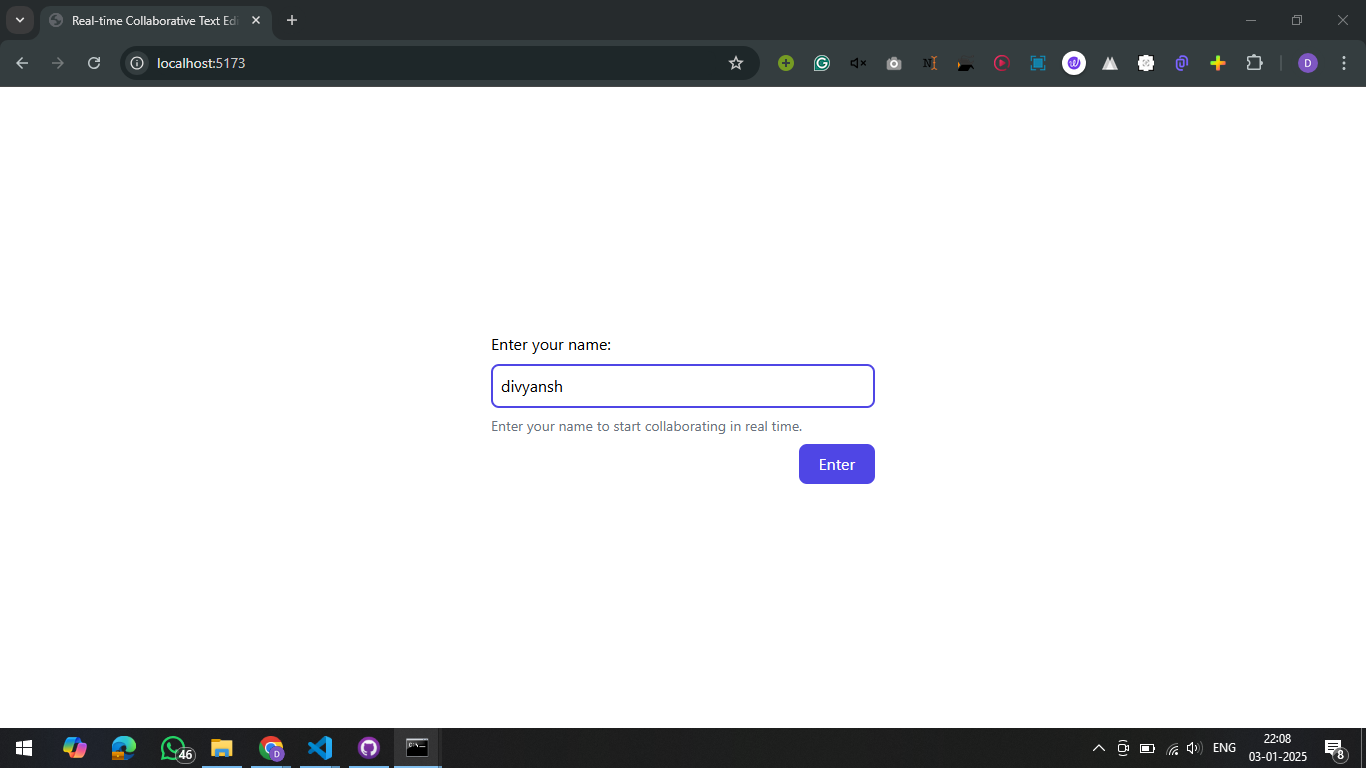 Real-time Collaborative Text Edi
localhost:5173
D
Enter your name:
divyansh
Enter your name to start collaborating in real time.
Enter
46
D
ENG
22:08
03-01-2025
8